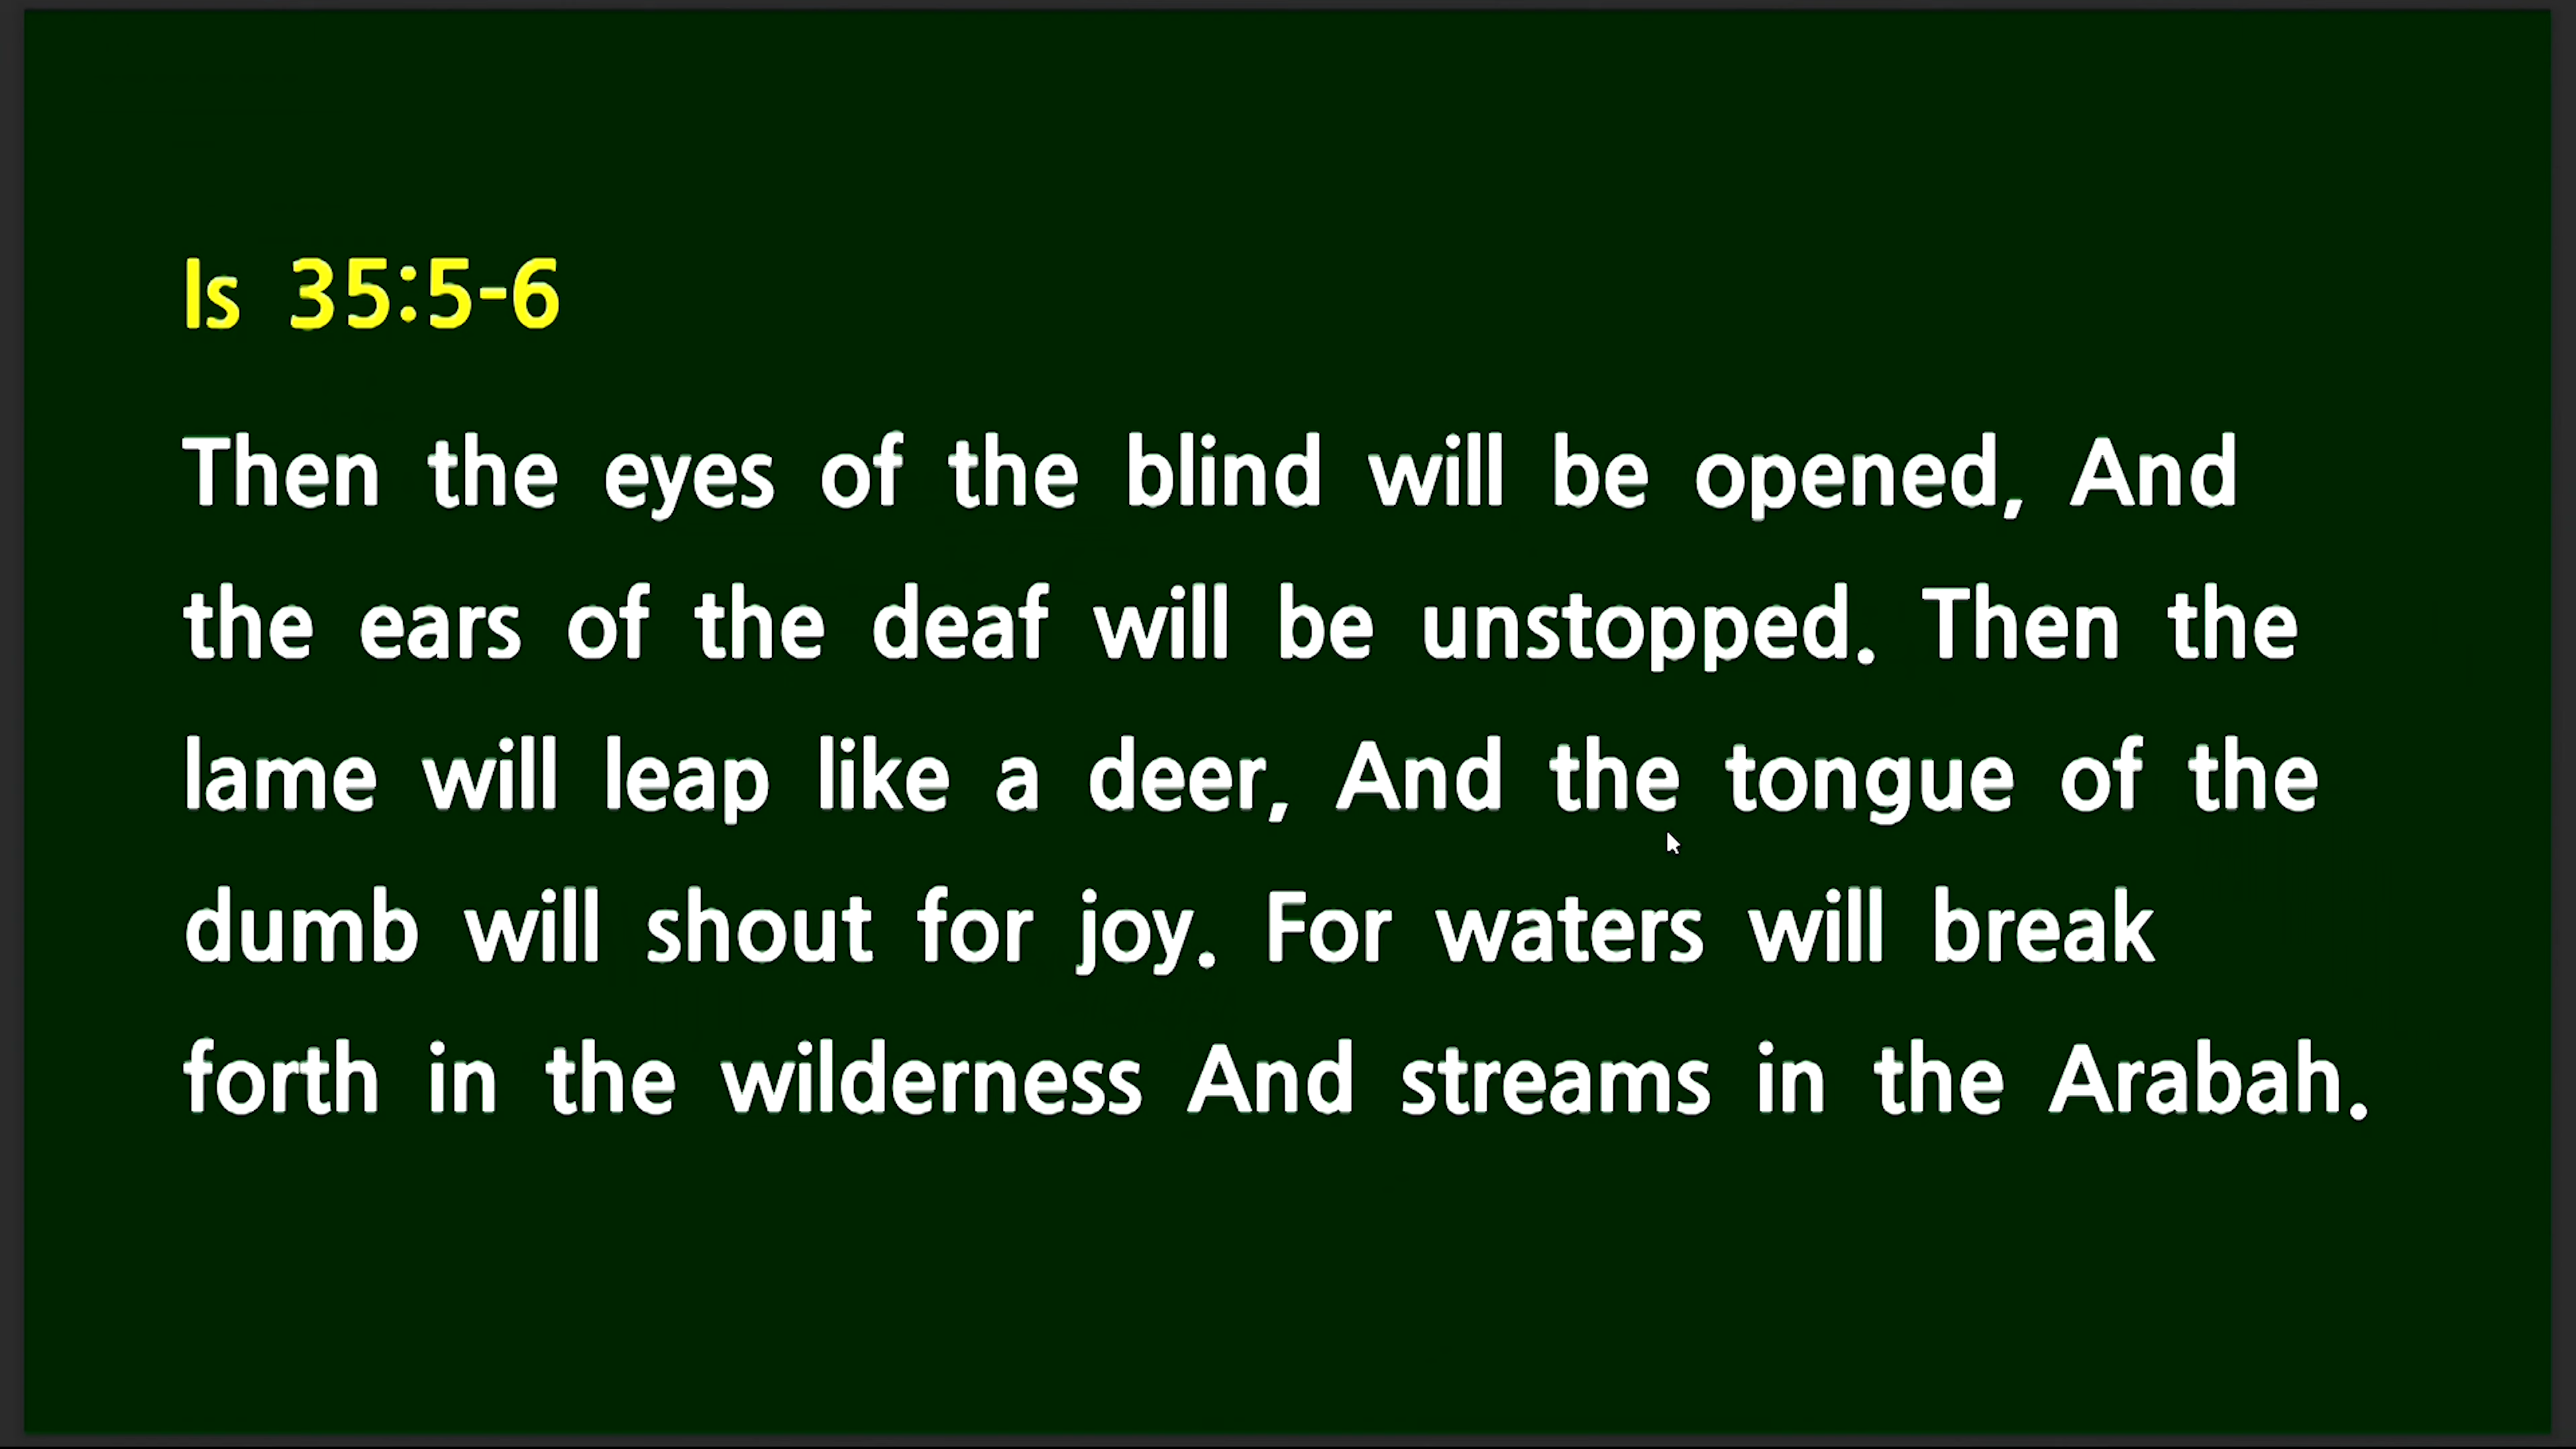 Is 35:5-6
Then the eyes of the blind will be opened, And
the ears of the deaf will be unstopped. Then the
lame will leap like a deer, And the tongue of the
dumb will shout for joy. For waters will break
forth in the wilderness And streams in the Arabah.